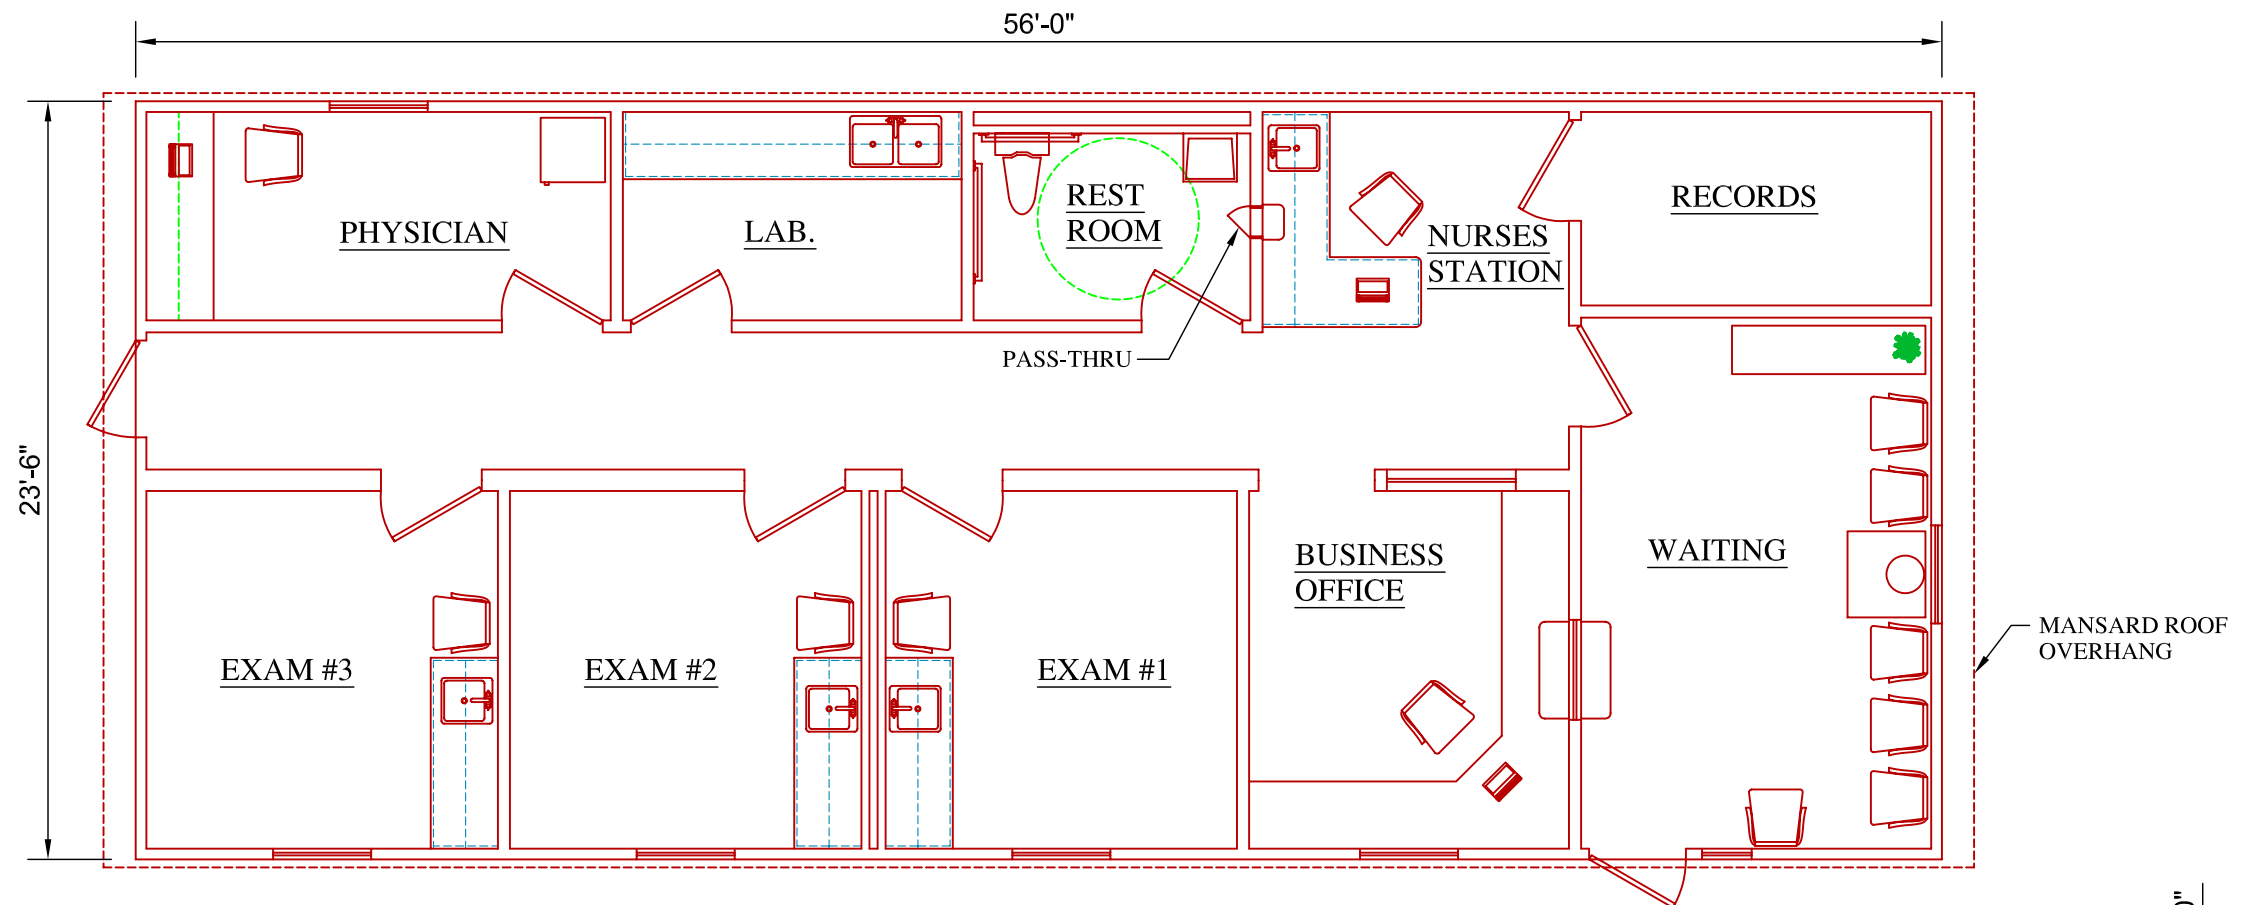 56'-0"
23'-6"
PHYSICIAN
LAB.
REST
ROOM
NURSES
STATION
RECORDS
PASS-THRU
WAITING
BUSINESS
OFFICE
EXAM #3
EXAM #2
EXAM #1
MANSARD ROOF
OVERHANG